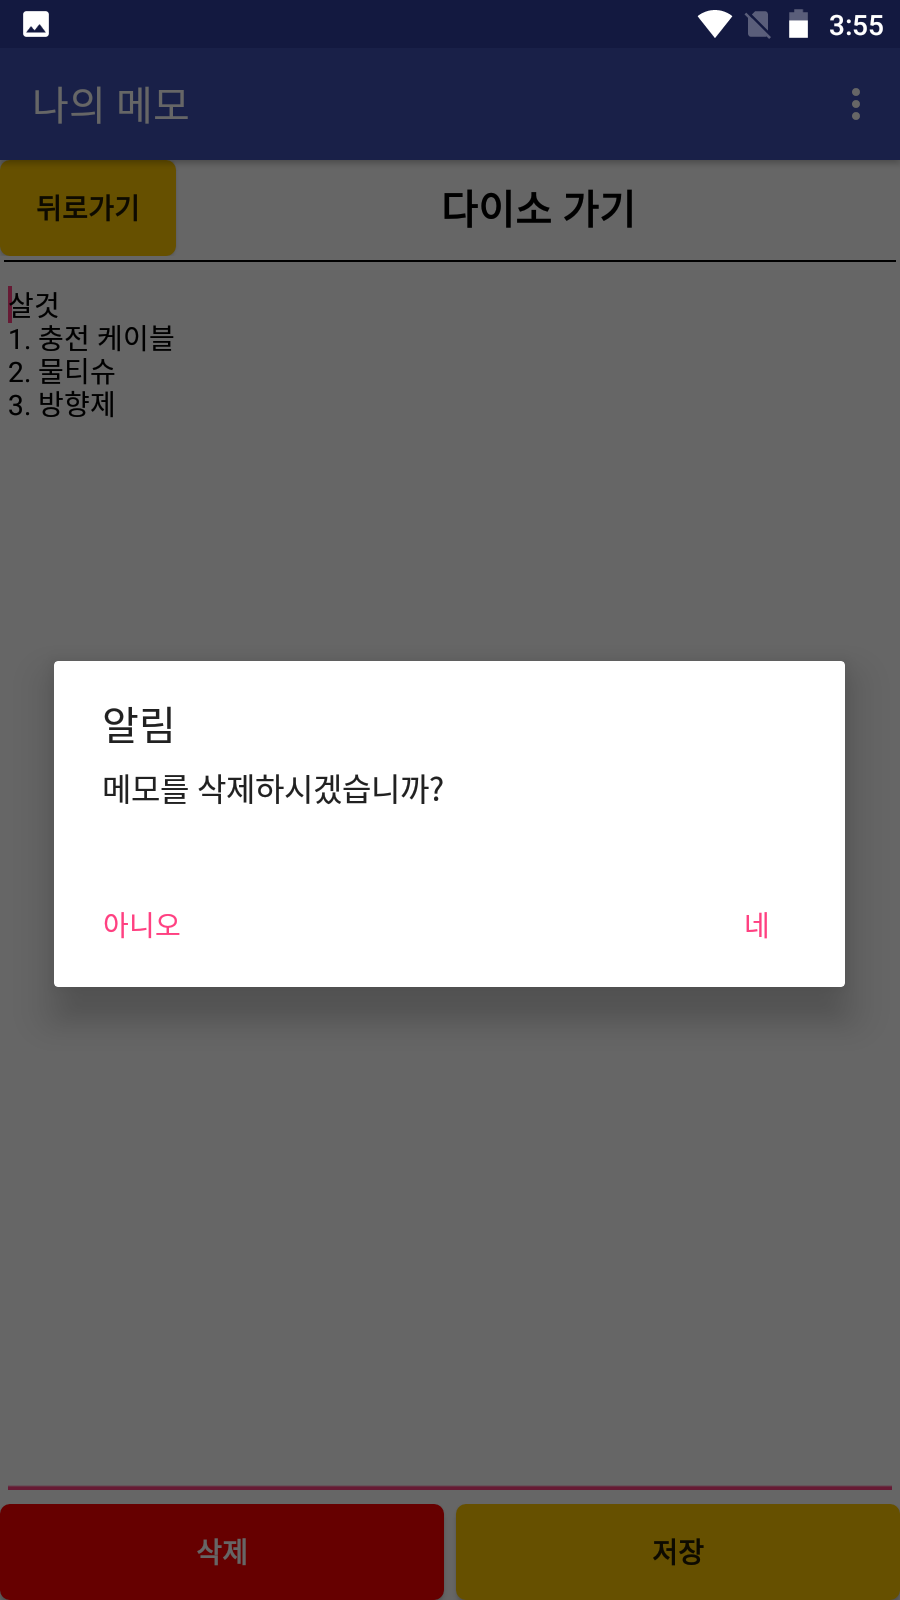 3:55
나의 메모
뒤로가기
다이소 가기
살것
1. 충전 케이블
2. 물티슈
3. 방향제
알림
메모를 삭제하시겠습니까?
아니오
네
삭제
저장